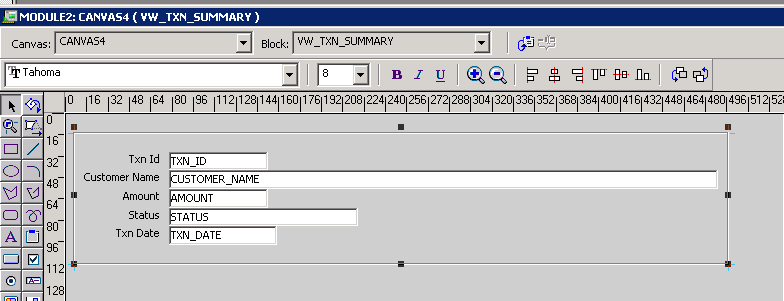 MODULE2: CANVAS4 ( VW_TXN_SUMMARY )
Canvas: CANVAS4 Block: VW_TXN_SUMMARY
Tahoma 8 B I U
0 16 32 48 64 80 96 112 128 144 160 176 192 208 224 240 256 272 288 304 320 336 352 368 384 400 416 432 448 464 480 496 512 528
0
16
32
48
64
80
96
112
128
Txn Id TXN_ID
Customer Name CUSTOMER_NAME
Amount AMOUNT
Status STATUS
Txn Date TXN_DATE
A